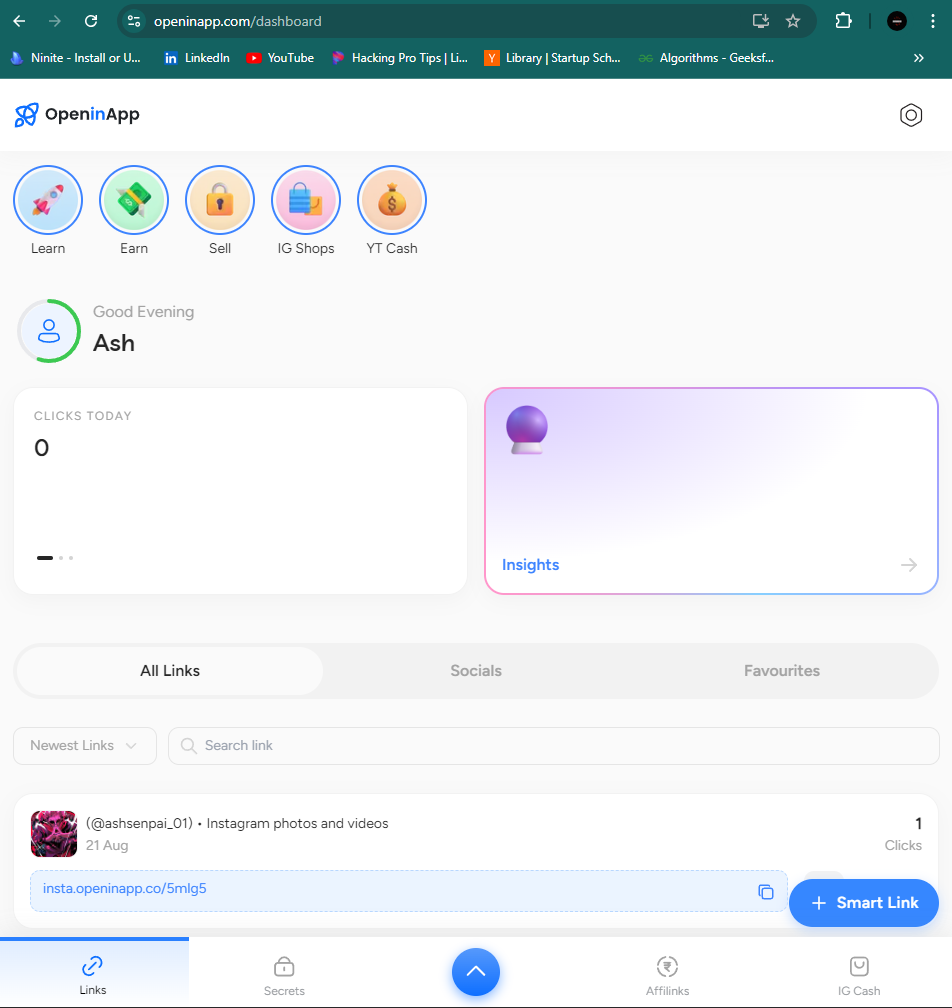 openinapp.com/dashboard
Ninite - Install or U... LinkedIn YouTube Hacking Pro Tips | Li... Library | Startup Sch... Algorithms - Geeksf... »
OpeninApp
Learn Earn Sell IG Shops YT Cash
Good Evening
Ash
CLICKS TODAY
0
Insights
All Links Socials Favourites
Newest Links Search link
(@ashsenpai_01) • Instagram photos and videos 1
21 Aug Clicks
insta.openinapp.co/5mlg5
+ Smart Link
Links Secrets Affilinks IG Cash